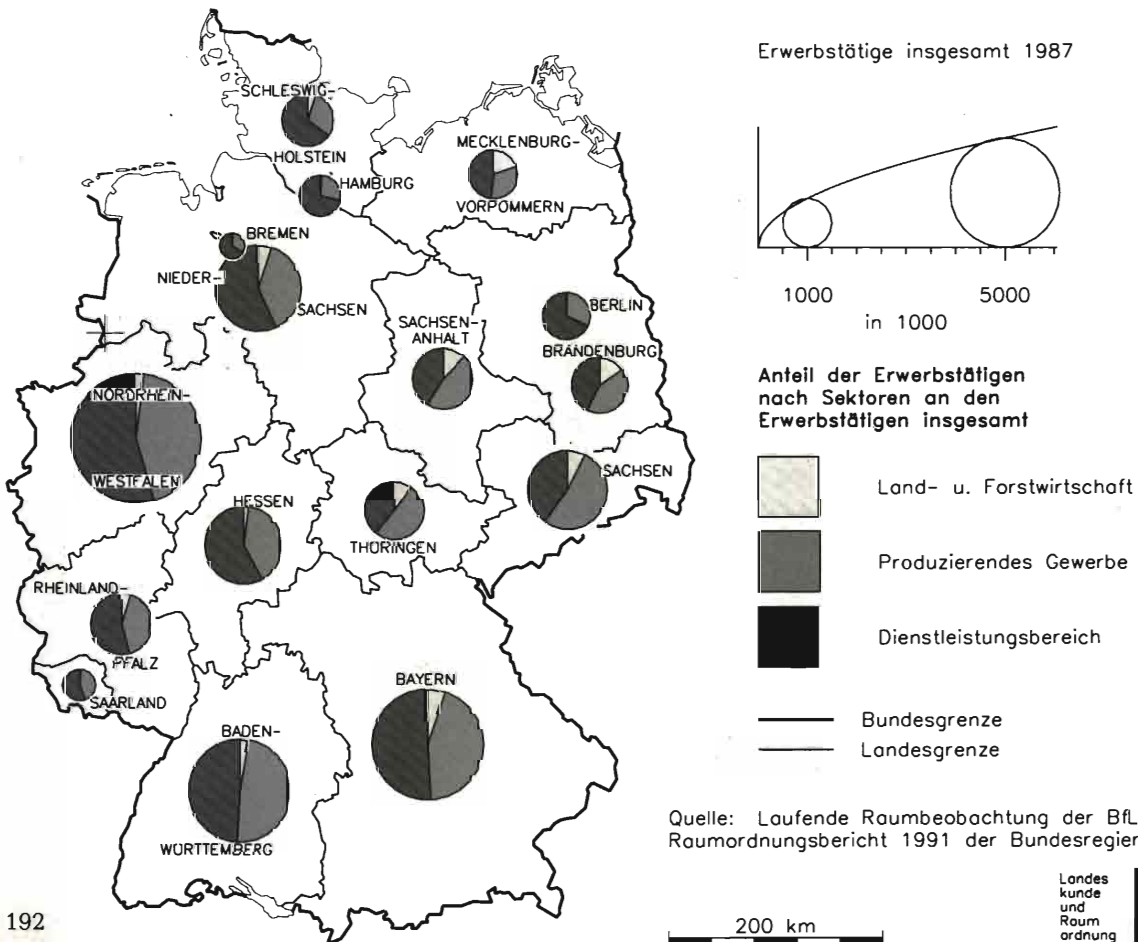 SCHLESWIG-
HOLSTEIN
HAMBURG
MECKLENBURG-
VORPOMMERN
BREMEN
NIEDER-
SACHSEN
BERLIN
SACHSEN-
ANHALT
BRANDENBURG
NORDRHEIN-
WESTFALEN
HESSEN
THÜRINGEN
SACHSEN
RHEINLAND-
PFALZ
SAARLAND
BAYERN
BADEN-
WÜRTTEMBERG
192
Erwerbstätige insgesamt 1987
1000 5000
in 1000
Anteil der Erwerbstätigen
nach Sektoren an den
Erwerbstätigen insgesamt
Land- u. Forstwirtschaft
Produzierendes Gewerbe
Dienstleistungsbereich
Bundesgrenze
Landesgrenze
Quelle: Laufende Raumbeobachtung der BfL
Raumordnungsbericht 1991 der Bundesregier
200 km
Landes
kunde
und
Raum
ordnung